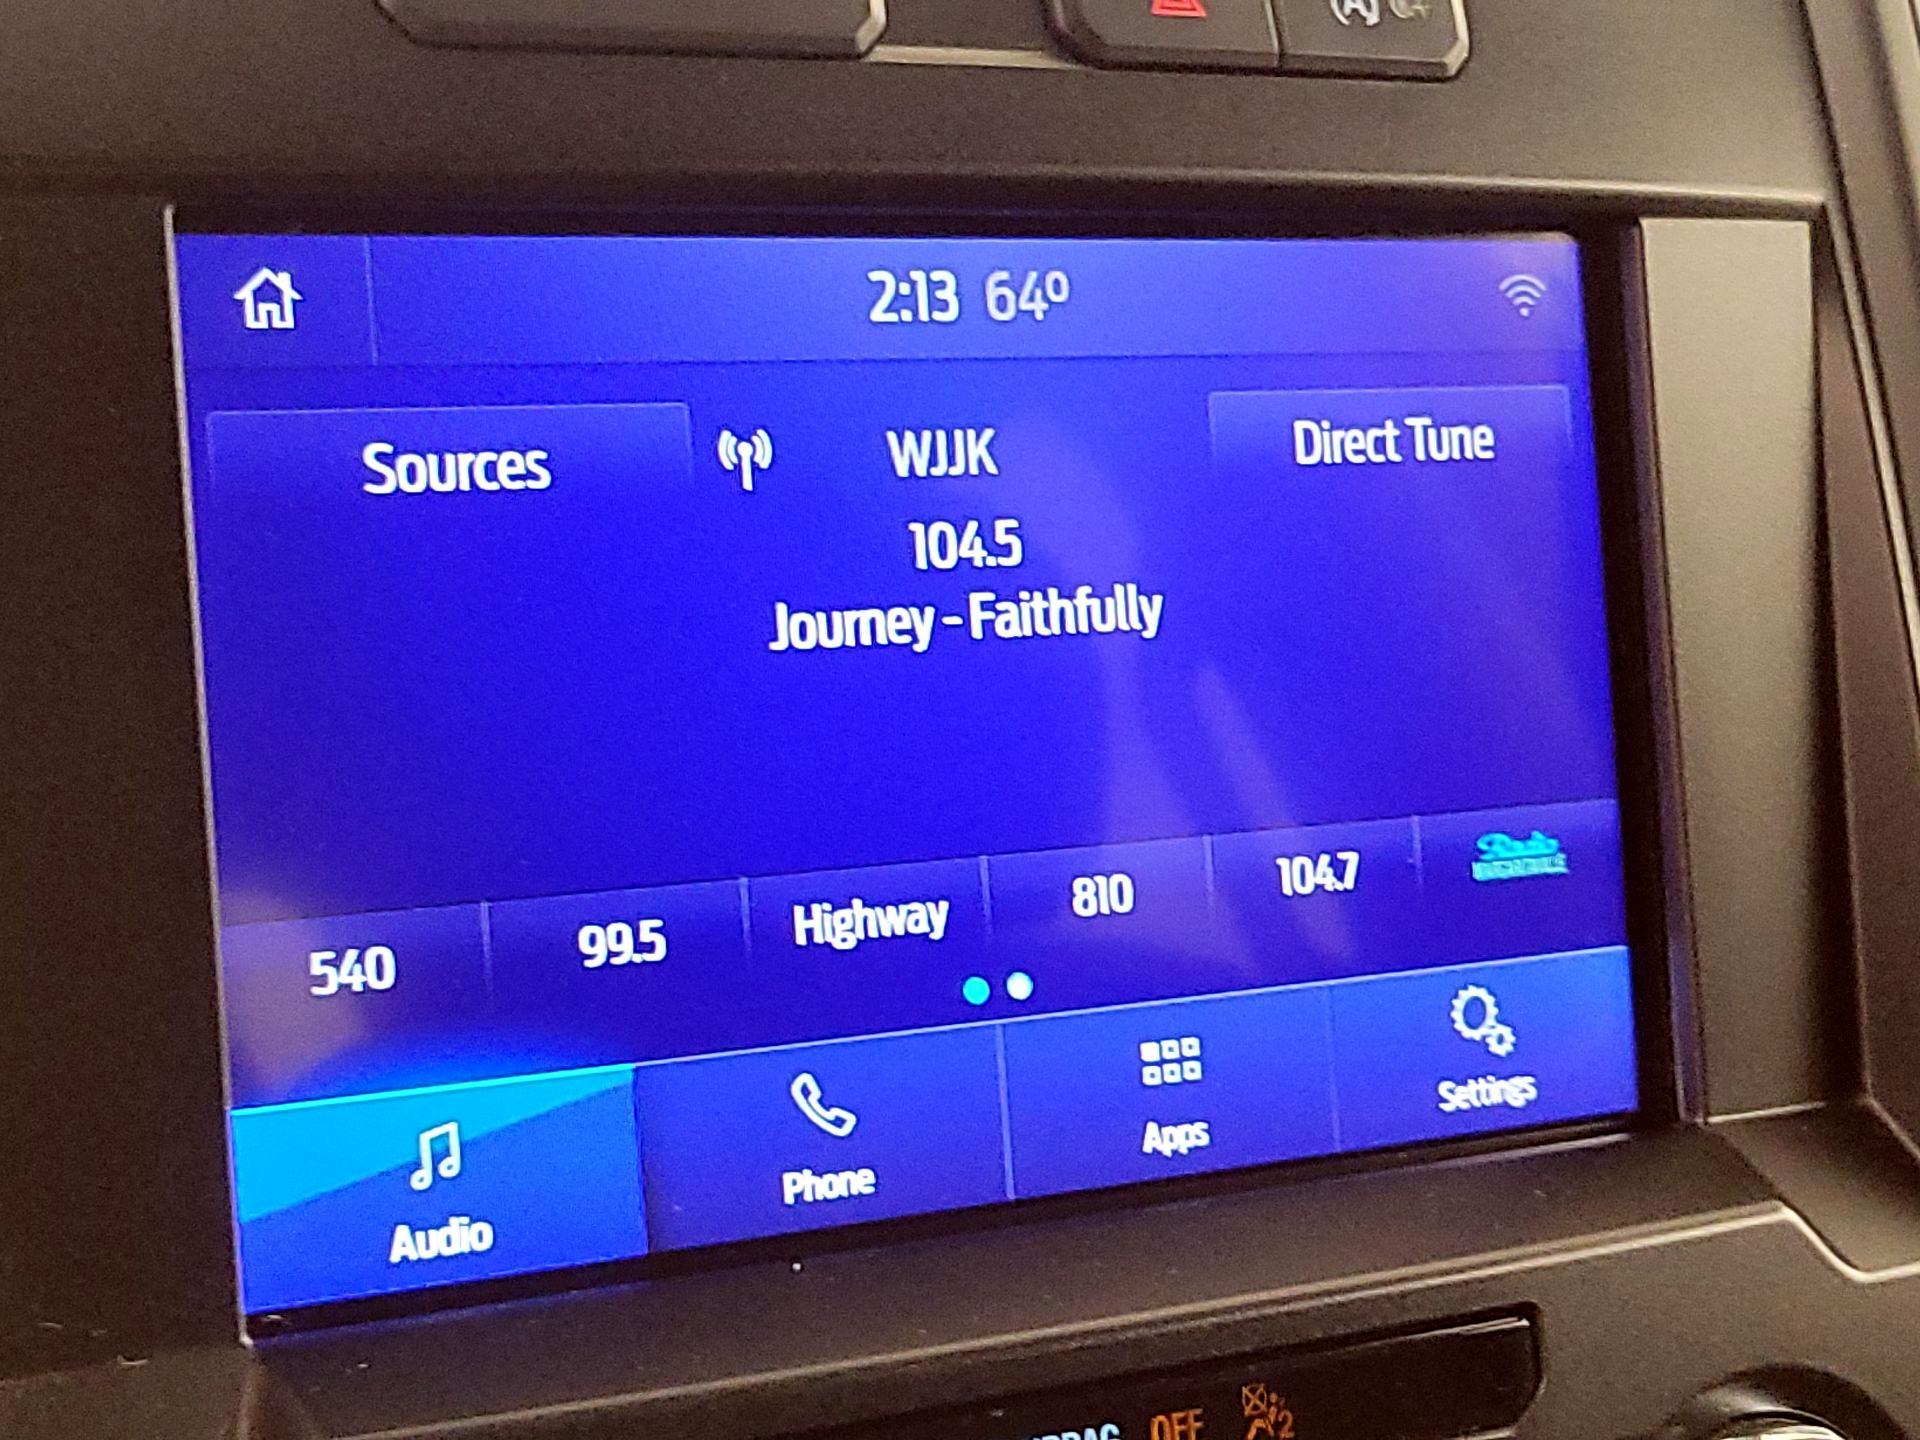 2:13 64°
Sources
WJJK
Direct Tune
104.5
Journey - Faithfully
540
99.5
Highway
810
104.7
Audio
Phone
Apps
Settings
OFF
2